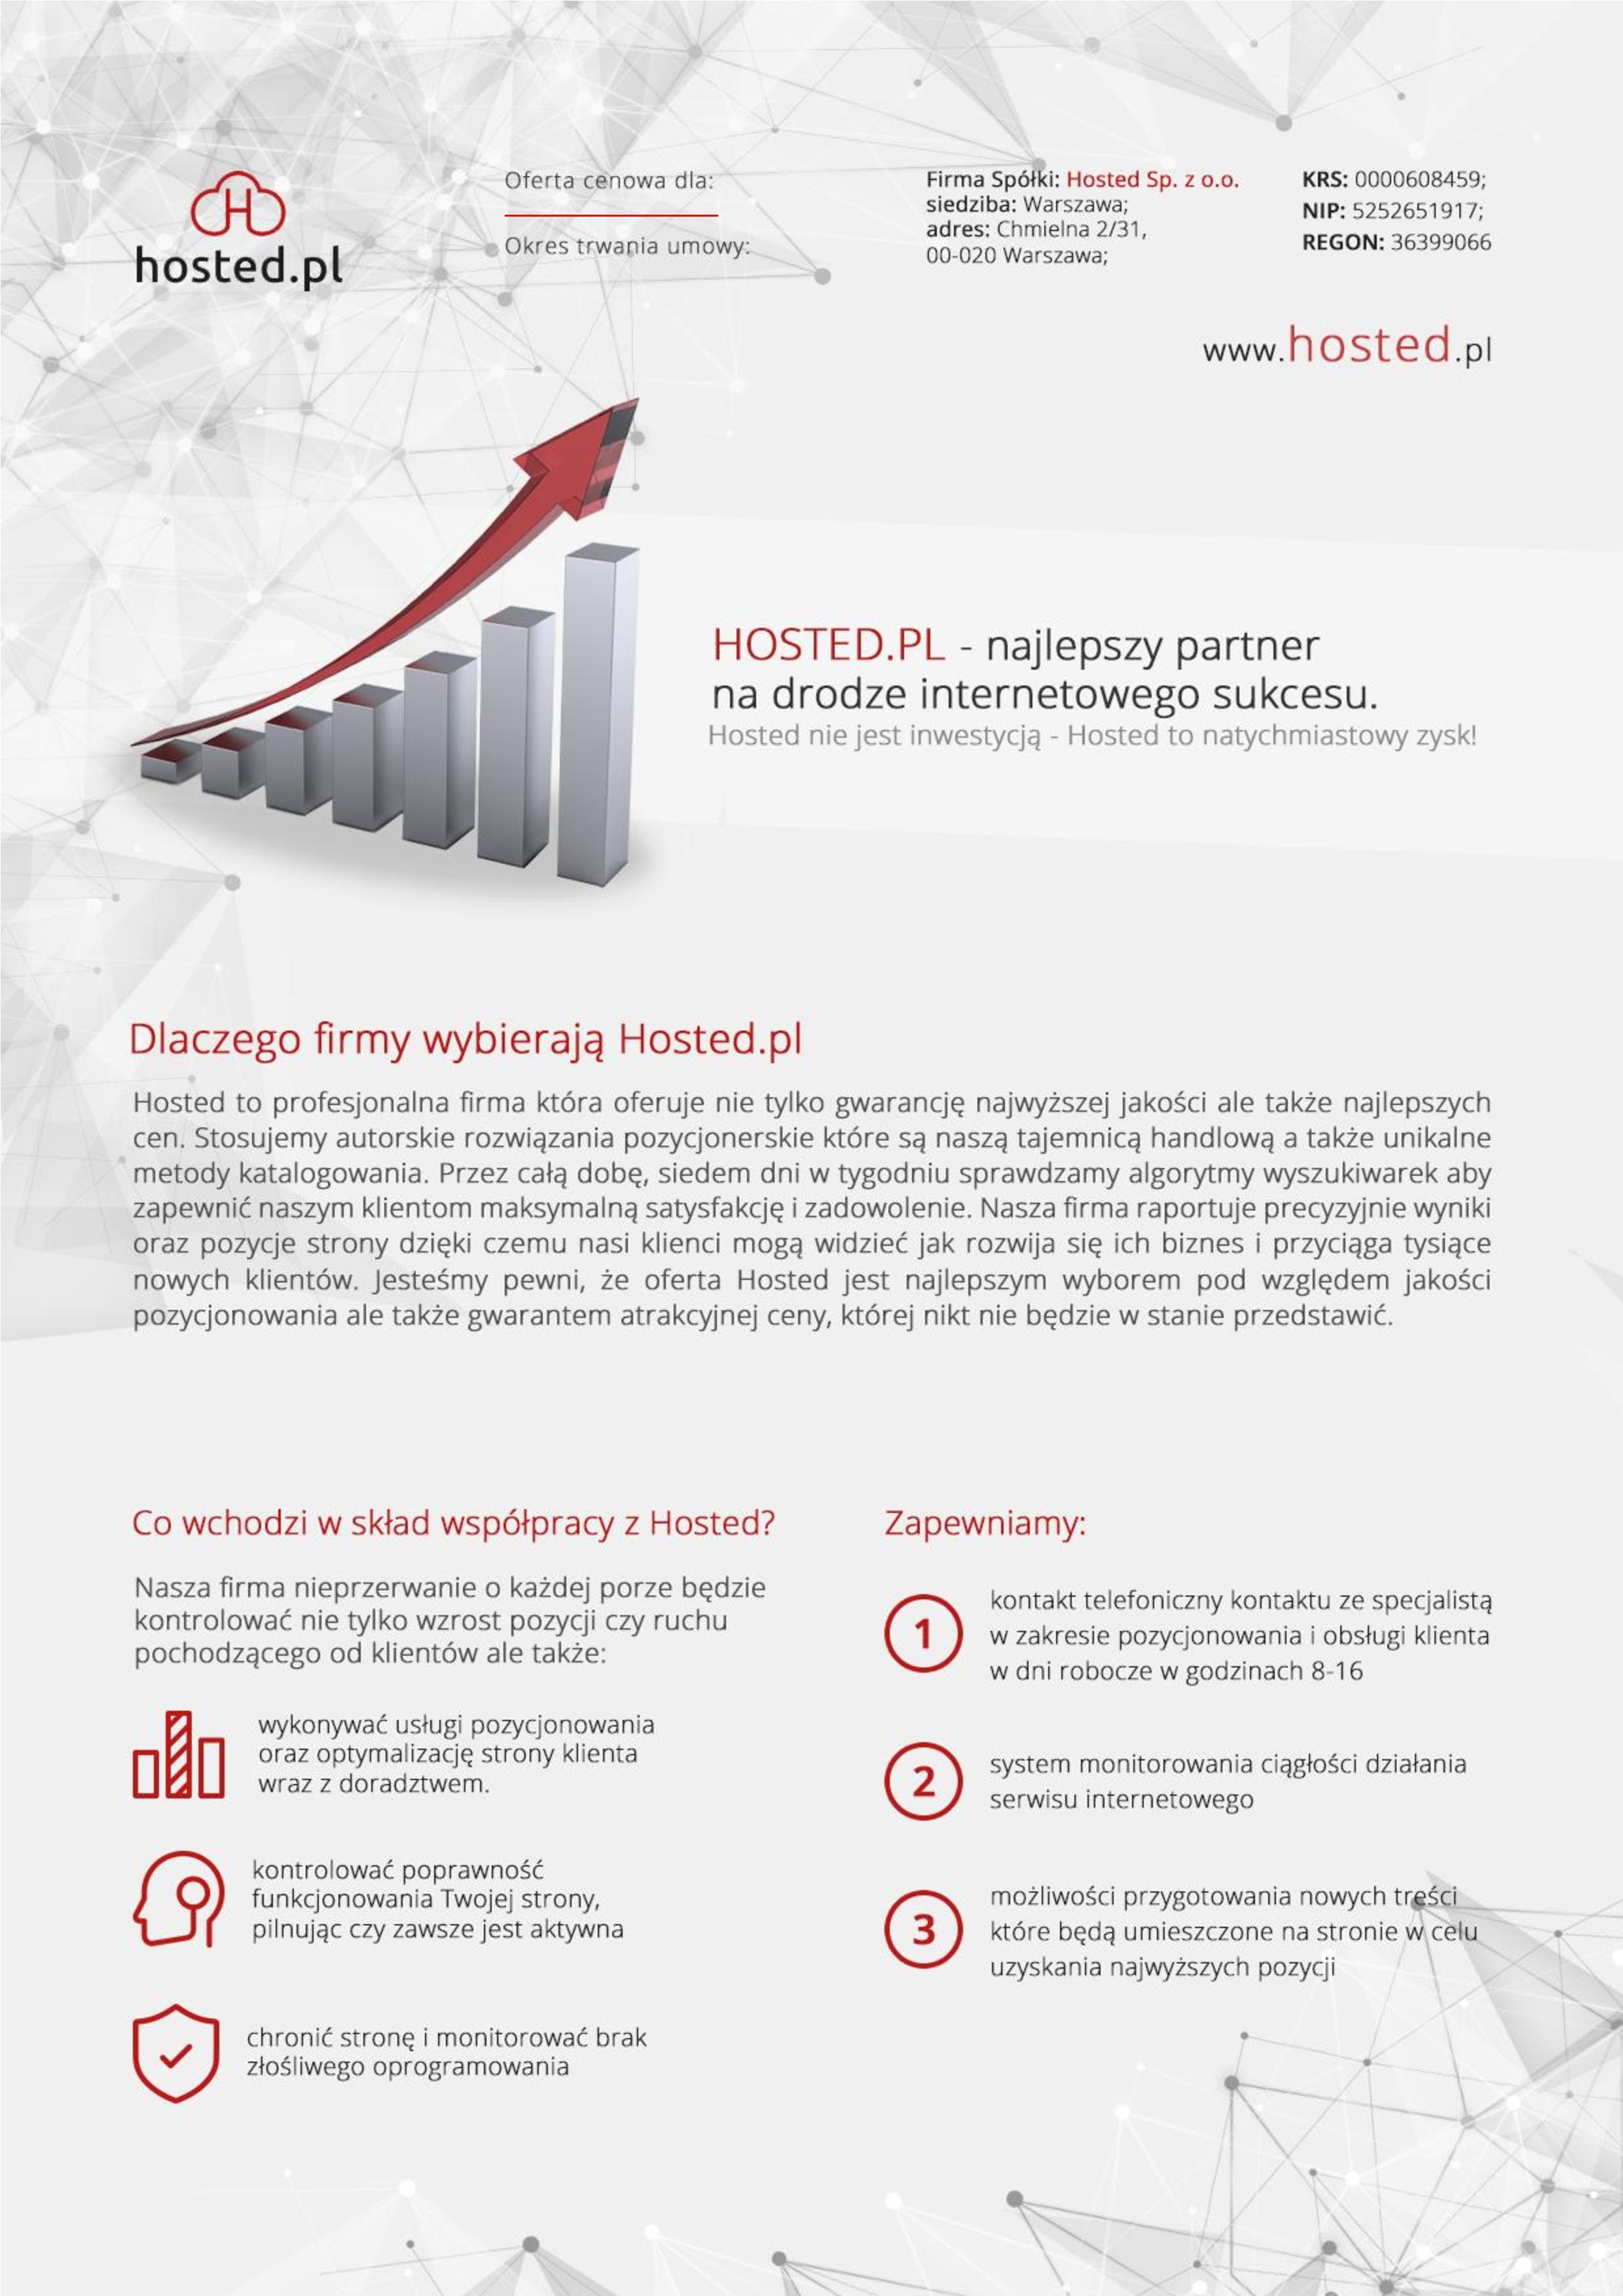 H
hosted.pl
Oferta cenowa dla:
Okres trwania umowy:
Firma Spółki: Hosted Sp. z o.o.
siedziba: Warszawa;
adres: Chmielna 2/31,
00-020 Warszawa;
KRS: 0000608459;
NIP: 5252651917;
REGON: 36399066
www.hosted.pl
HOSTED.PL - najlepszy partner
na drodze internetowego sukcesu.
Hosted nie jest inwestycją - Hosted to natychmiastowy zysk!
Dlaczego firmy wybierają Hosted.pl
Hosted to profesjonalna firma która oferuje nie tylko gwarancję najwyższej jakości ale także najlepszych
cen. Stosujemy autorskie rozwiązania pozycjonerskie które są naszą tajemnicą handlową a także unikalne
metody katalogowania. Przez całą dobę, siedem dni w tygodniu sprawdzamy algorytmy wyszukiwarek aby
zapewnić naszym klientom maksymalną satysfakcję i zadowolenie. Nasza firma raportuje precyzyjnie wyniki
oraz pozycje strony dzięki czemu nasi klienci mogą widzieć jak rozwija się ich biznes i przyciąga tysiące
nowych klientów. Jesteśmy pewni, że oferta Hosted jest najlepszym wyborem pod względem jakości
pozycjonowania ale także gwarantem atrakcyjnej ceny, której nikt nie będzie w stanie przedstawić.
Co wchodzi w skład współpracy z Hosted?
Nasza firma nieprzerwanie o każdej porze będzie
kontrolować nie tylko wzrost pozycji czy ruchu
pochodzącego od klientów ale także:
wykonywać usługi pozycjonowania
oraz optymalizację strony klienta
wraz z doradztwem.
kontrolować poprawność
funkcjonowania Twojej strony,
pilnując czy zawsze jest aktywna
chronić stronę i monitorować brak
złośliwego oprogramowania
Zapewniamy:
1
kontakt telefoniczny kontaktu ze specjalistą
w zakresie pozycjonowania i obsługi klienta
w dni robocze w godzinach 8-16
2
system monitorowania ciągłości działania
serwisu internetowego
3
możliwości przygotowania nowych treści
które będą umieszczone na stronie w celu
uzyskania najwyższych pozycji